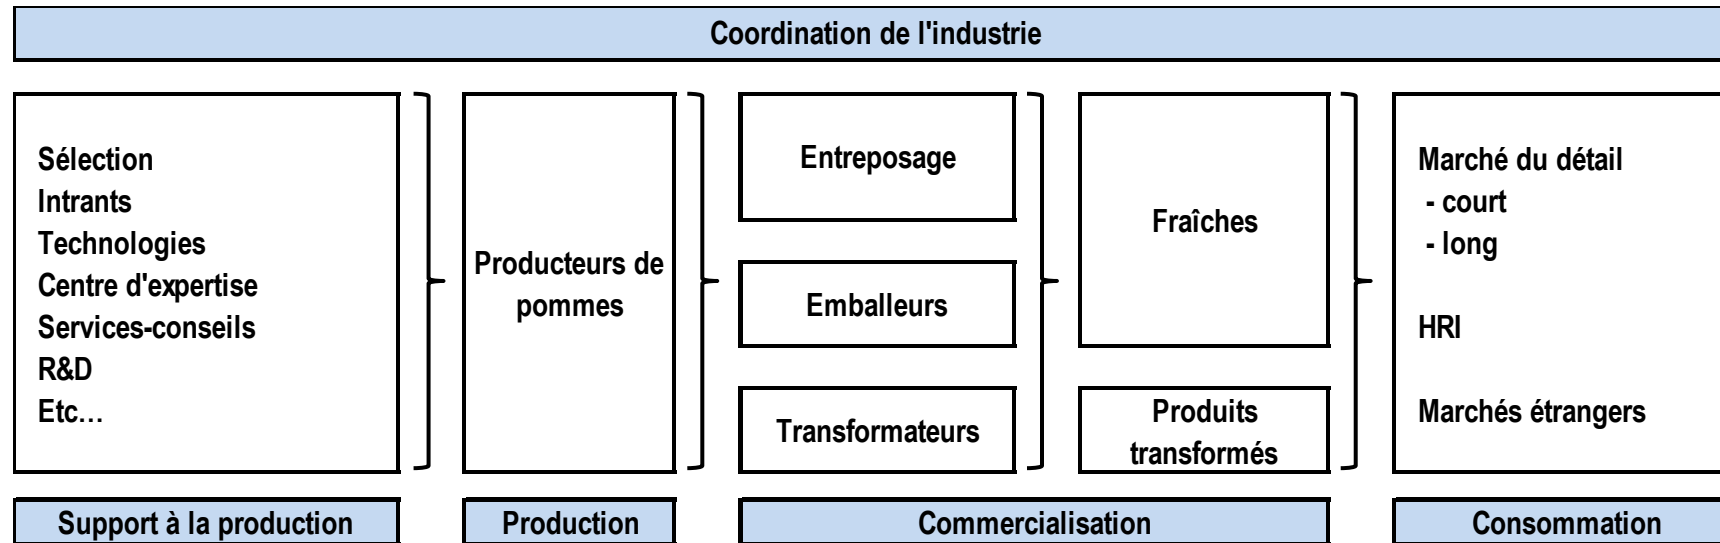 Coordination de l'industrie
Sélection
Intrants
Technologies
Centre d'expertise
Services-conseils
R&D
Etc…
Producteurs de
pommes
Entreposage
Emballeurs
Transformateurs
Fraîches
Produits
transformés
Marché du détail
- court
- long
HRI
Marchés étrangers
Support à la production
Production
Commercialisation
Consommation